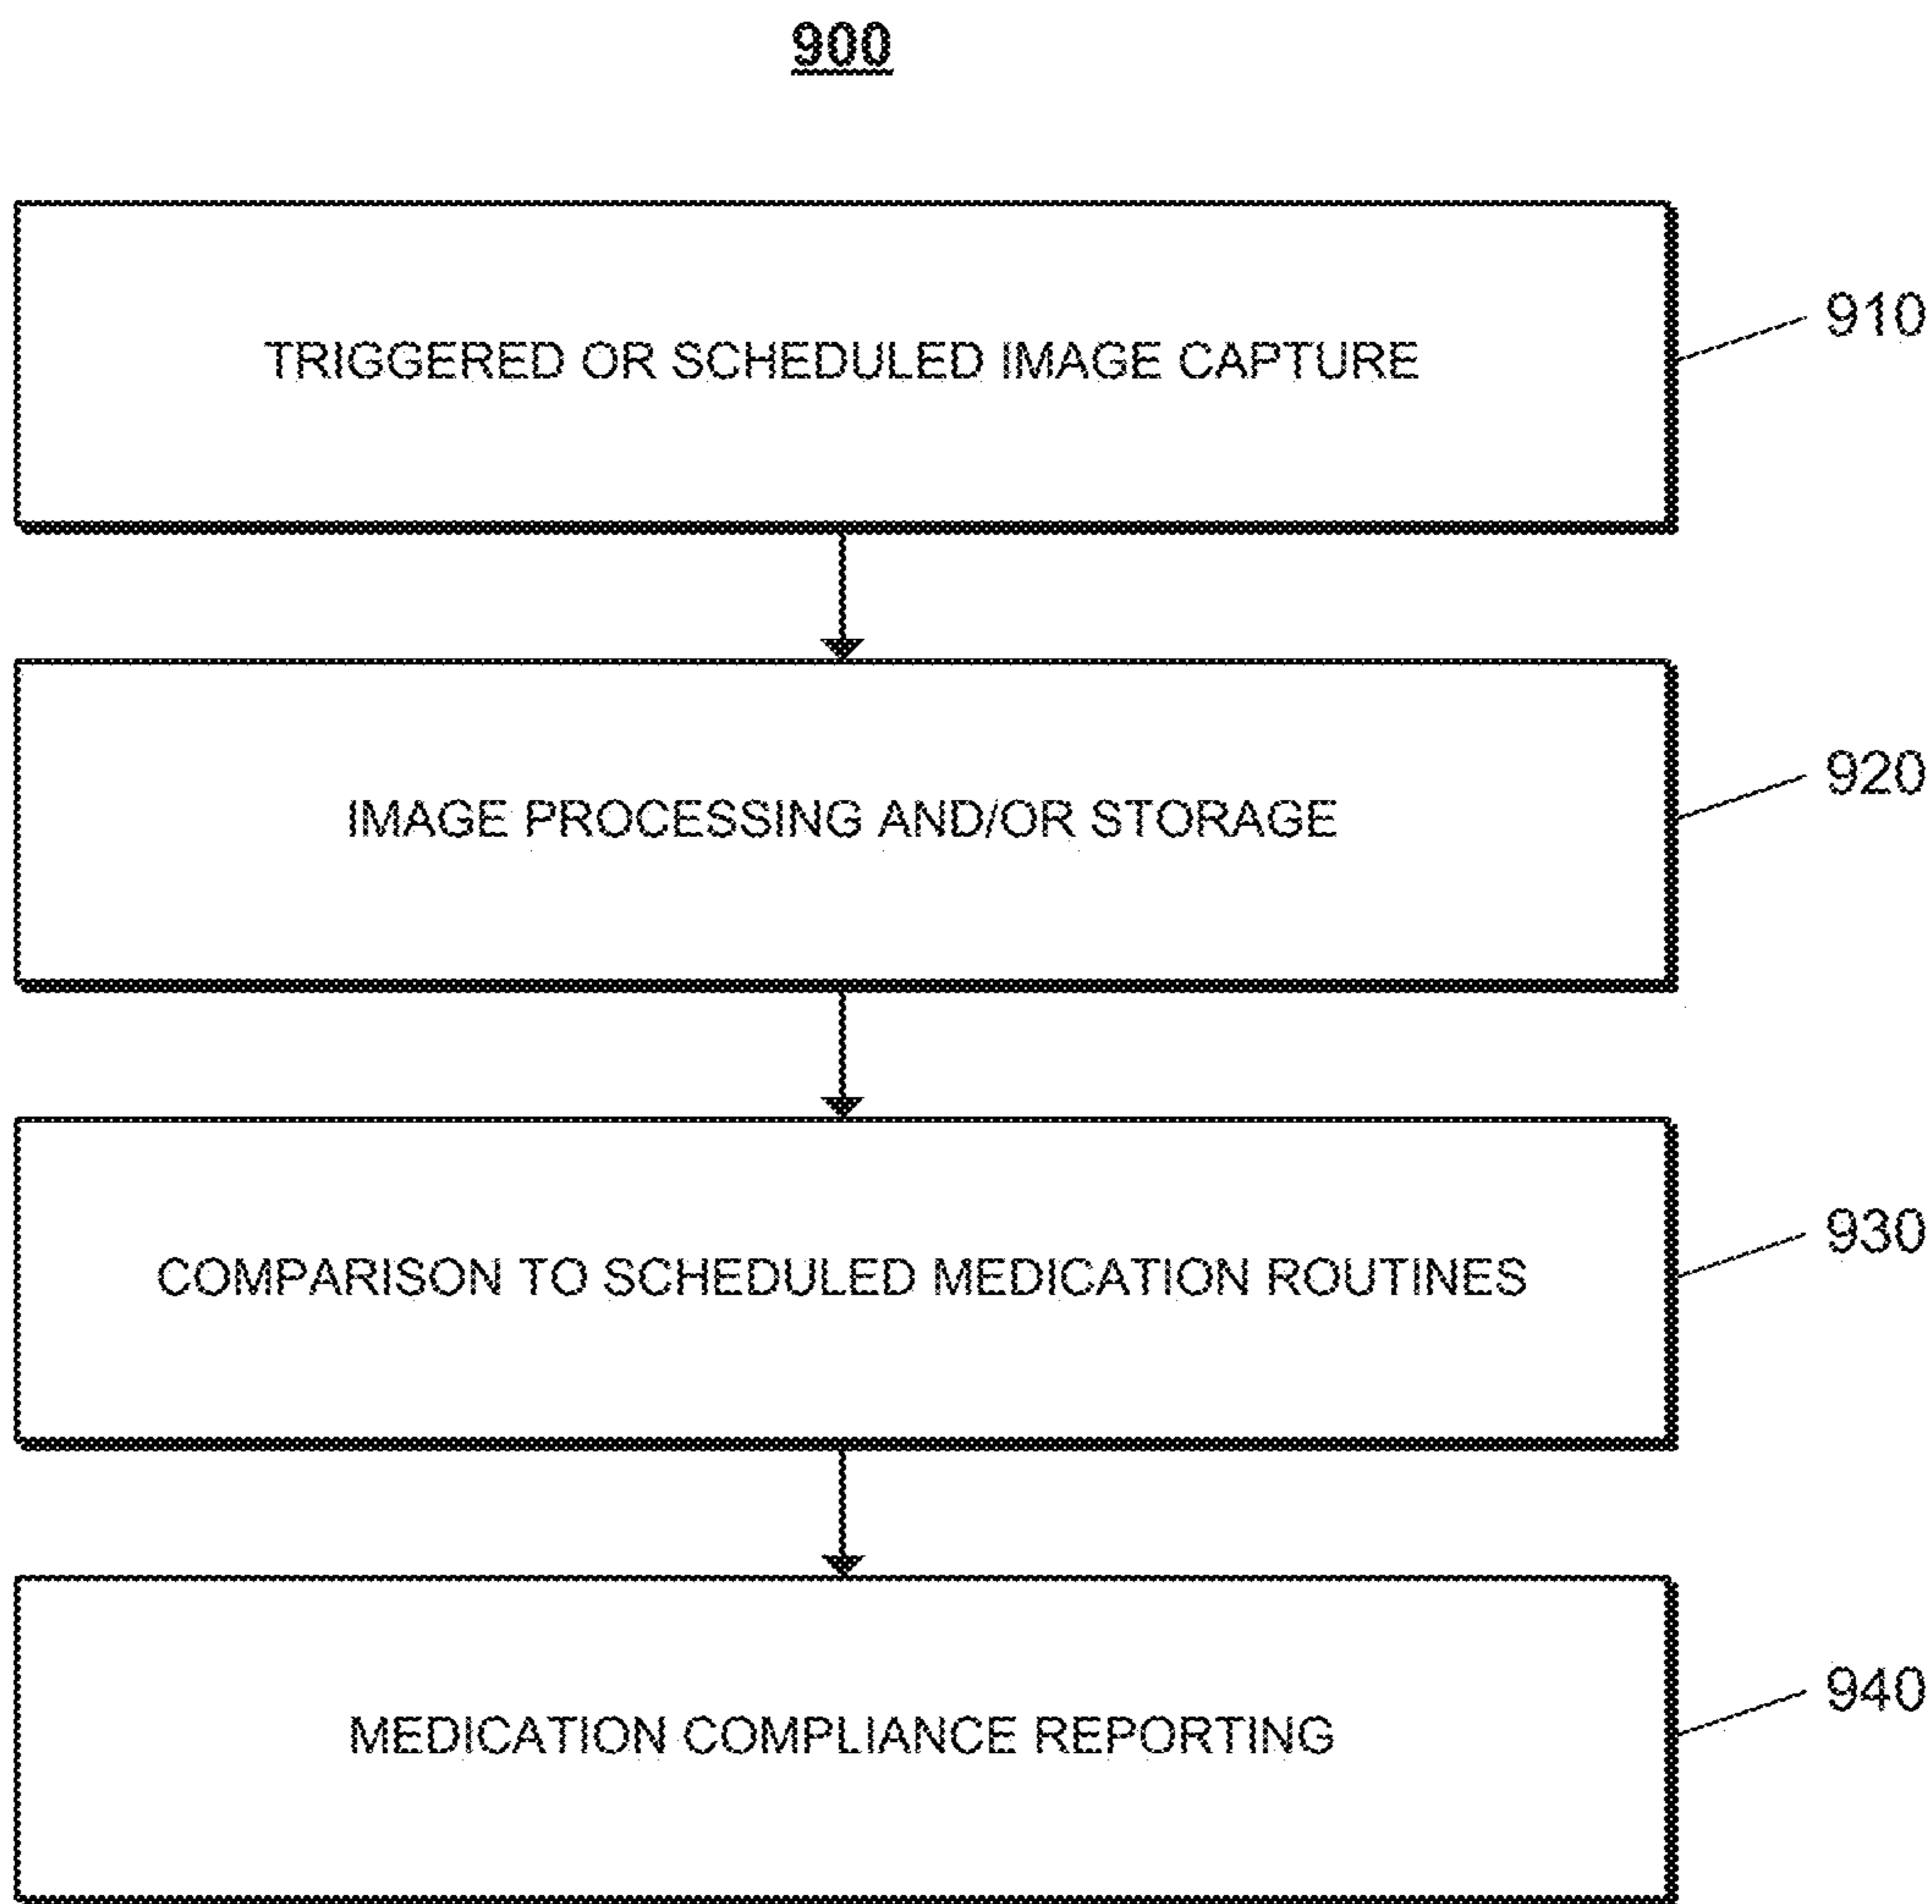 900
TRIGGERED OR SCHEDULED IMAGE CAPTURE
910
IMAGE PROCESSING AND/OR STORAGE
920
COMPARISON TO SCHEDULED MEDICATION ROUTINES
930
MEDICATION COMPLIANCE REPORTING
940